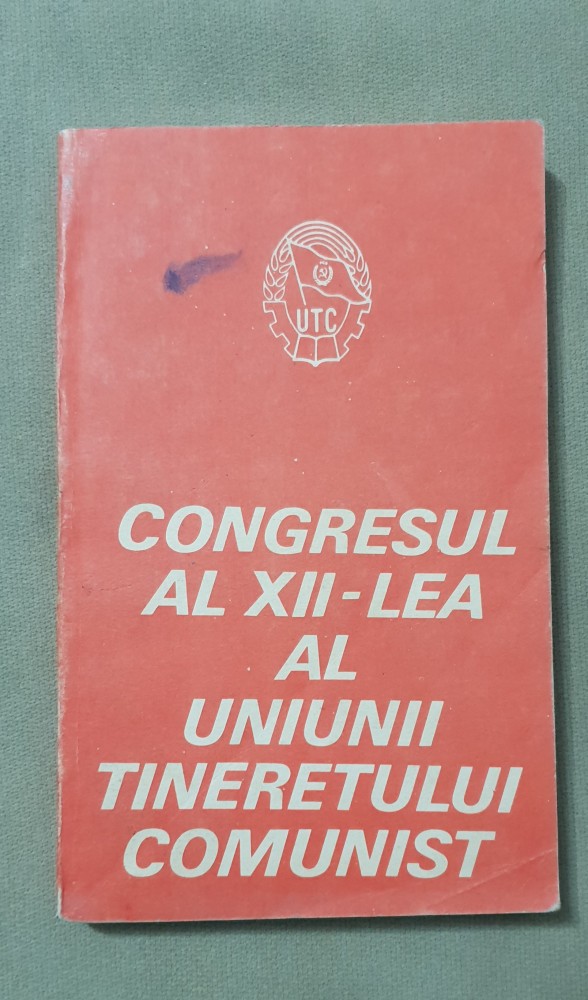 UTC
CONGRESUL
AL XII-LEA
AL
UNIUNII
TINERETULUI
COMUNIST